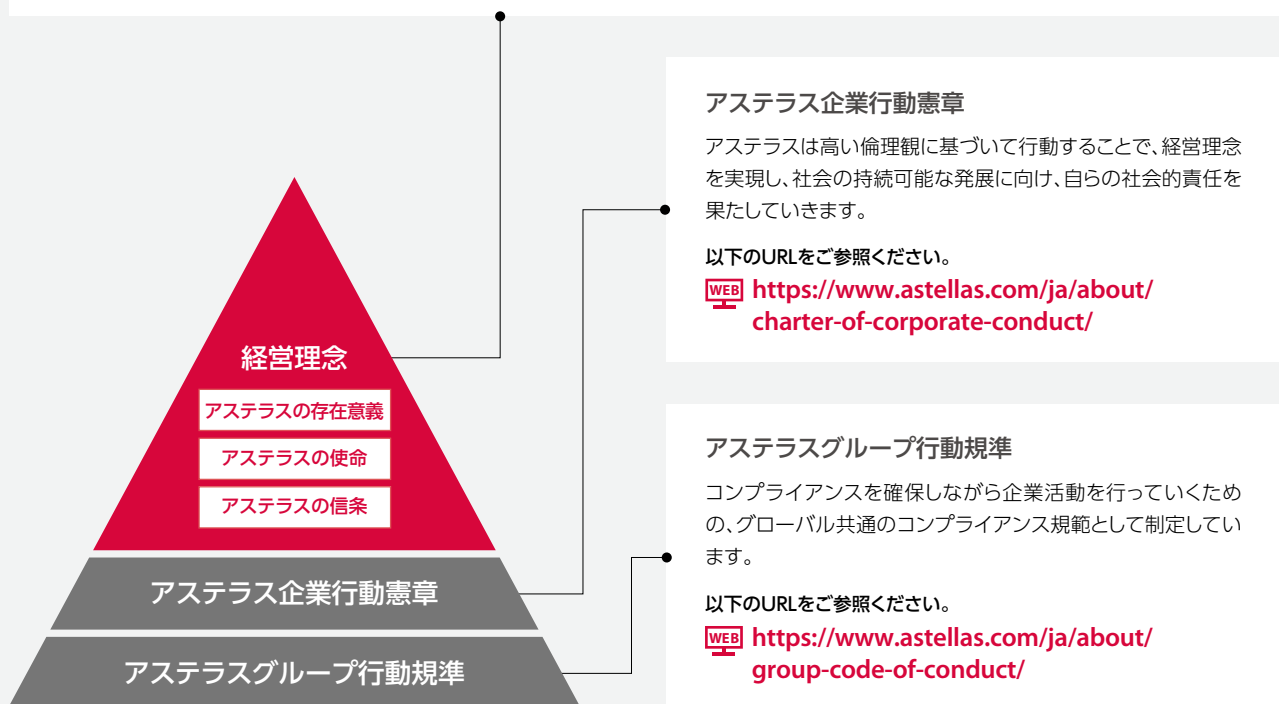 経営理念
アステラスの存在意義
アステラスの使命
アステラスの信条
アステラス企業行動憲章
アステラスグループ行動規準
アステラス企業行動憲章
アステラスは高い倫理観に基づいて行動することで、経営理念
を実現し、社会の持続可能な発展に向け、自らの社会的責任を
果たしていきます。
以下のURLをご参照ください。
WEB https://www.astellas.com/ja/about/
charter-of-corporate-conduct/
アステラスグループ行動規準
コンプライアンスを確保しながら企業活動を行っていくため
の、グローバル共通のコンプライアンス規範として制定してい
ます。
以下のURLをご参照ください。
WEB https://www.astellas.com/ja/about/
group-code-of-conduct/